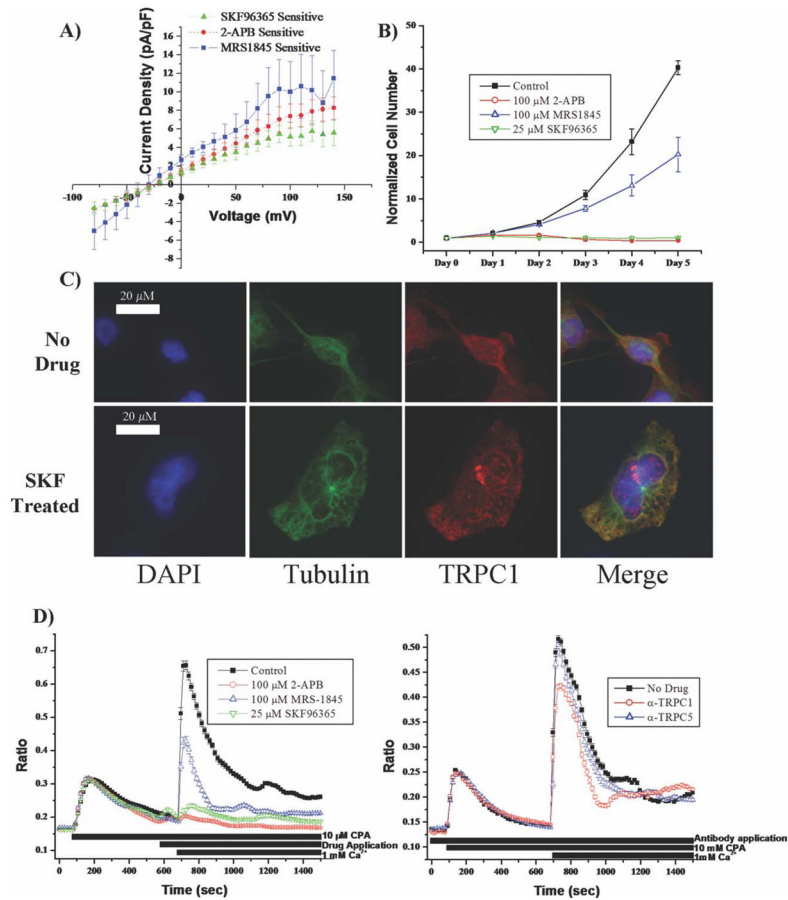 A)
Current Density (pA/pF)
SKF96365 Sensitive
2-APB Sensitive
MRS1845 Sensitive
16
14
12
10
8
6
4
2
0
-2
-4
-6
-8
-100
-50
50
100
150
Voltage (mV)
B)
Normalized Cell Number
50
40
30
20
10
0
Control
100 µM 2-APB
100 µM MRS1845
25 µM SKF96365
Day 0 Day 1 Day 2 Day 3 Day 4 Day 5
C)
20 µM
No
Drug
20 µM
SKF
Treated
DAPI Tubulin TRPC1 Merge
D)
Ratio
0.7
0.6
0.5
0.4
0.3
0.2
0.1
Control
100 µM 2-APB
100 µM MRS-1845
25 µM SKF96365
10 µM CPA
Drug Application
1 mM Ca²⁺
0 200 400 600 800 1000 1200 1400
Time (sec)
Ratio
0.50
0.45
0.40
0.35
0.30
0.25
0.20
0.15
0.10
No Drug
α-TRPC1
α-TRPC5
Antibody application
10 mM CPA
1mM Ca²⁺
0 200 400 600 800 1000 1200 1400
Time (sec)